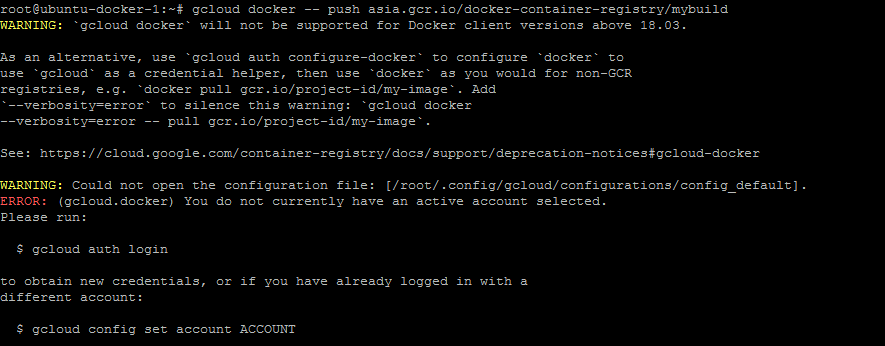 root@ubuntu-docker-1:~# gcloud docker -- push asia.gcr.io/docker-container-registry/mybuild
WARNING: `gcloud docker` will not be supported for Docker client versions above 18.03.
As an alternative, use `gcloud auth configure-docker` to configure `docker` to
use `gcloud` as a credential helper, then use `docker` as you would for non-GCR
registries, e.g. `docker pull gcr.io/project-id/my-image`. Add
`--verbosity=error` to silence this warning: `gcloud docker
--verbosity=error -- pull gcr.io/project-id/my-image`.
See: https://cloud.google.com/container-registry/docs/support/deprecation-notices#gcloud-docker
WARNING: Could not open the configuration file: [/root/.config/gcloud/configurations/config_default].
ERROR: (gcloud.docker) You do not currently have an active account selected.
Please run:
$ gcloud auth login
to obtain new credentials, or if you have already logged in with a
different account:
$ gcloud config set account ACCOUNT